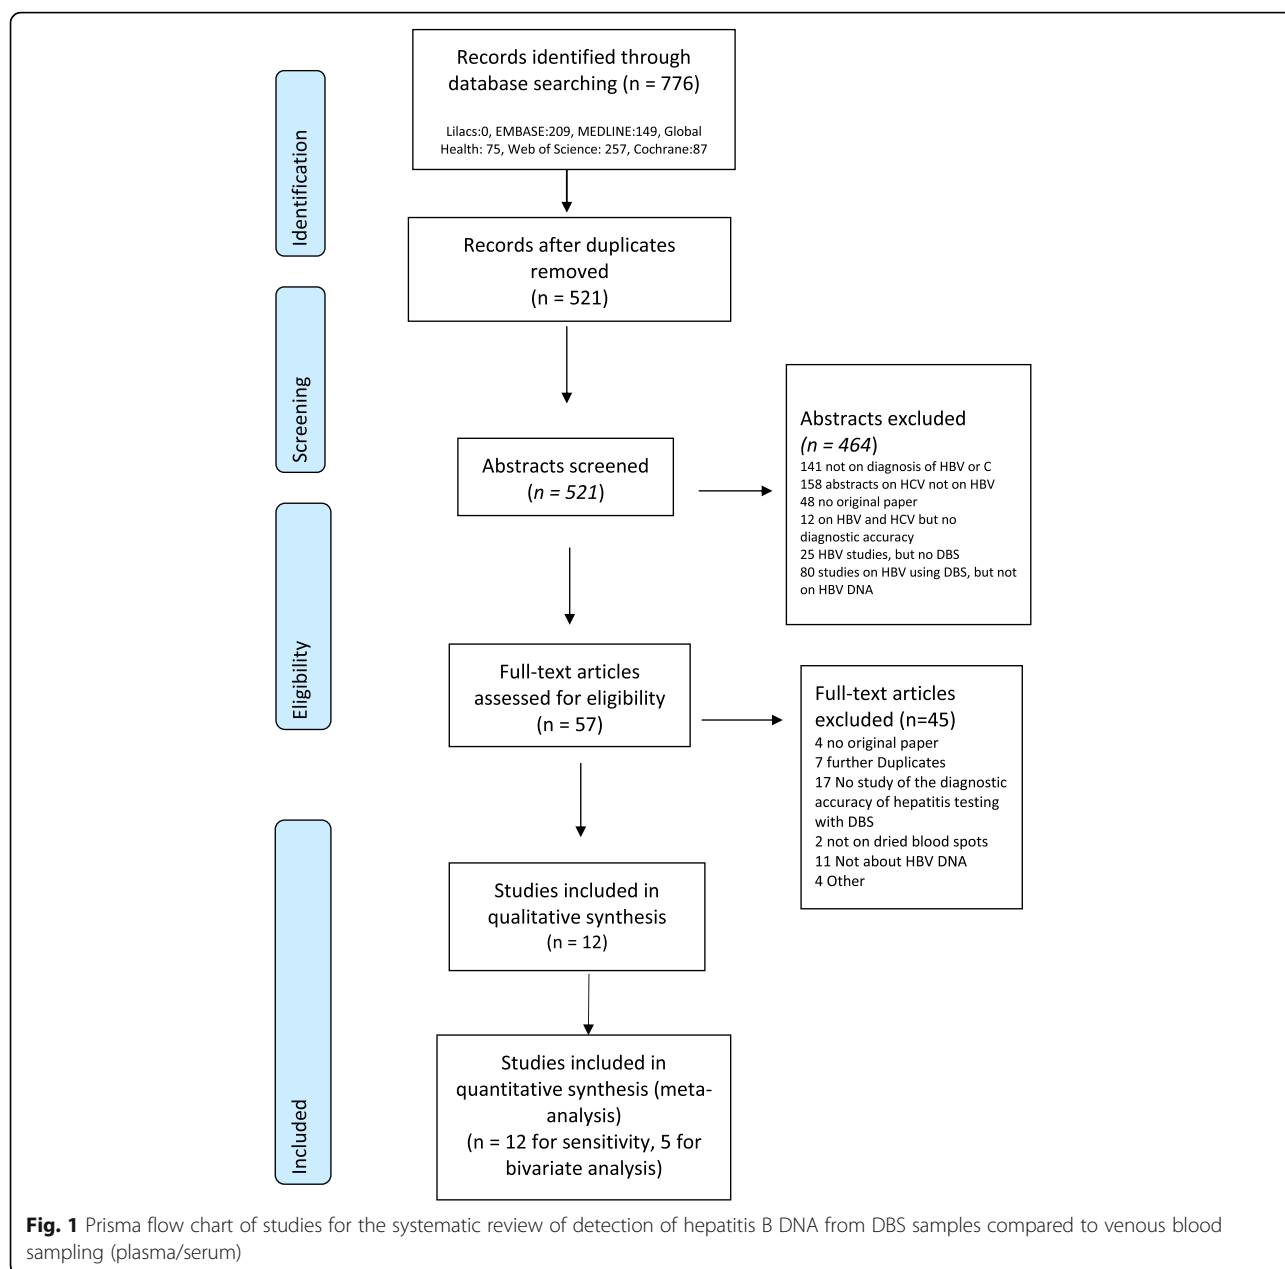 Records identified through
database searching (n = 776)
Lilacs:0, EMBASE:209, MEDLINE:149, Global
Health: 75, Web of Science: 257, Cochrane:87
Identification
Records after duplicates
removed
(n = 521)
Screening
Abstracts screened
(n = 521)
Abstracts excluded
(n = 464)
141 not on diagnosis of HBV or C
158 abstracts on HCV not on HBV
48 no original paper
12 on HBV and HCV but no
diagnostic accuracy
25 HBV studies, but no DBS
80 studies on HBV using DBS, but not
on HBV DNA
Eligibility
Full-text articles
assessed for eligibility
(n = 57)
Full-text articles
excluded (n=45)
4 no original paper
7 further Duplicates
17 No study of the diagnostic
accuracy of hepatitis testing
with DBS
2 not on dried blood spots
11 Not about HBV DNA
4 Other
Included
Studies included in
qualitative synthesis
(n = 12)
Studies included in
quantitative synthesis (meta-
analysis)
(n = 12 for sensitivity, 5 for
bivariate analysis)
Fig. 1 Prisma flow chart of studies for the systematic review of detection of hepatitis B DNA from DBS samples compared to venous blood
sampling (plasma/serum)